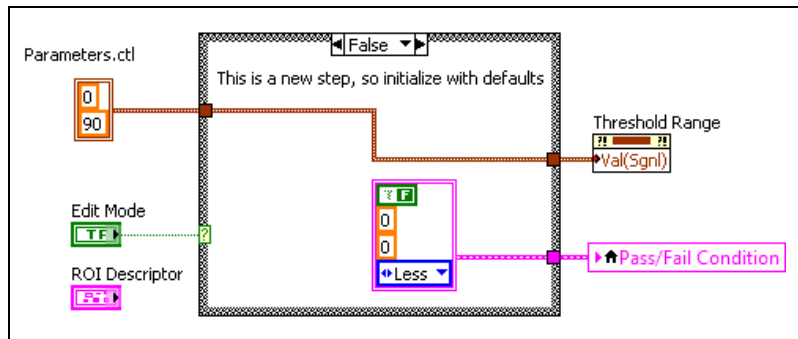 False
Parameters.ctl
This is a new step, so initialize with defaults
0
90
Threshold Range
?! ?!
Val(Sgnl)
Edit Mode
TF
?
F
0
0
Less
Pass/Fail Condition
ROI Descriptor